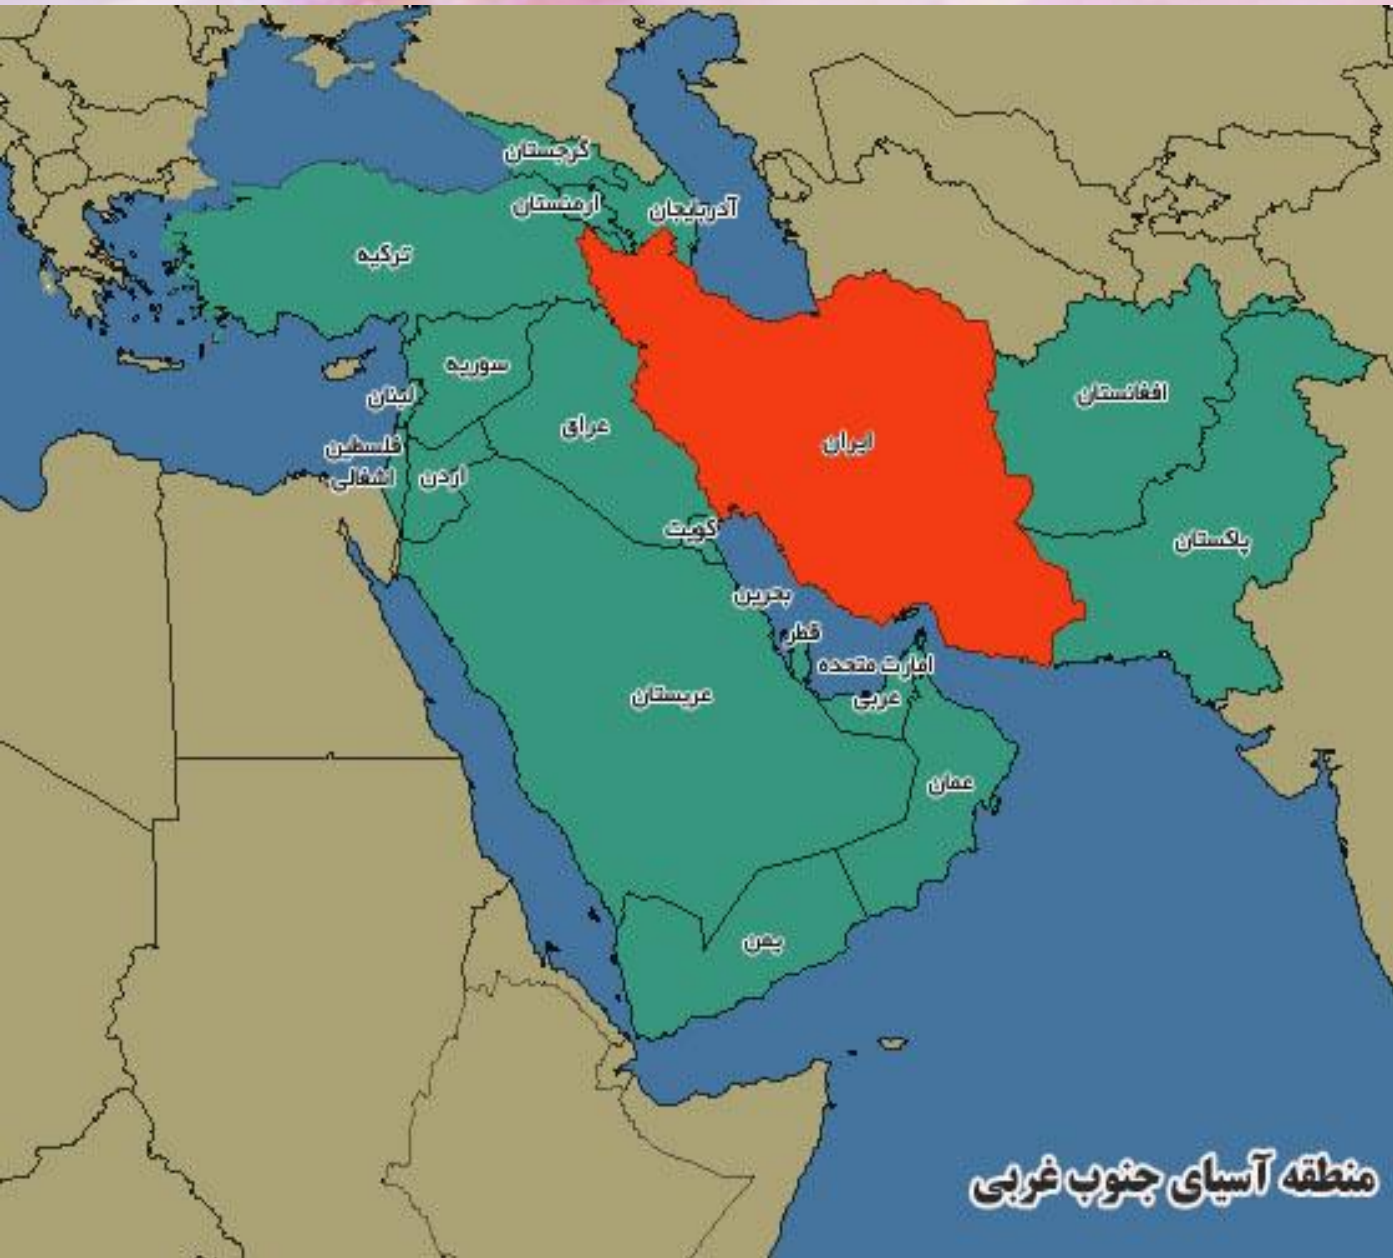 گرجستان
ارمنستان
آذربایجان
ترکیه
سوریه
لبنان
عراق
ایران
افغانستان
فلسطین
اشغالی
اردن
کویت
پاکستان
بحرین
قطر
امارت متحده
عربی
عربستان
عمان
یمن
منطقه آسیای جنوب غربی